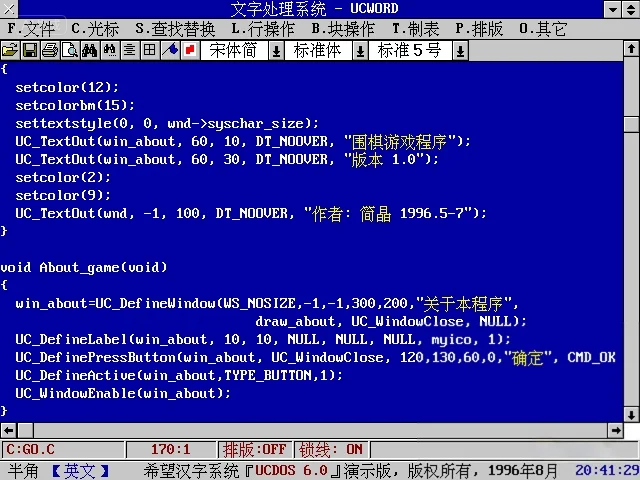 文字处理系统 - UCWORD
F.文件 C.光标 S.查找替换 L.行操作 B.块操作 T.制表 P.排版 O.其它
宋体简 标准体 标准５号
{
setcolor(12);
setcolorbm(15);
settextstyle(0, 0, wnd->syschar_size);
UC_TextOut(win_about, 60, 10, DT_NOOVER, "围棋游戏程序");
UC_TextOut(win_about, 60, 30, DT_NOOVER, "版本 1.0");
setcolor(2);
setcolor(9);
UC_TextOut(wnd, -1, 100, DT_NOOVER, "作者: 简晶 1996.5-7");
}
void About_game(void)
{
win_about=UC_DefineWindow(WS_NOSIZE,-1,-1,300,200,"关于本程序",
draw_about, UC_WindowClose, NULL);
UC_DefineLabel(win_about, 10, 10, NULL, NULL, NULL, myico, 1);
UC_DefinePressButton(win_about, UC_WindowClose, 120,130,60,0,"确定", CMD_OK
UC_DefineActive(win_about,TYPE_BUTTON,1);
UC_WindowEnable(win_about);
}
C:GO.C 170:1 排版:OFF 锁线: ON
半角 【英文】 希望汉字系统『UCDOS 6.0』演示版, 版权所有, 1996年8月 20:41:29